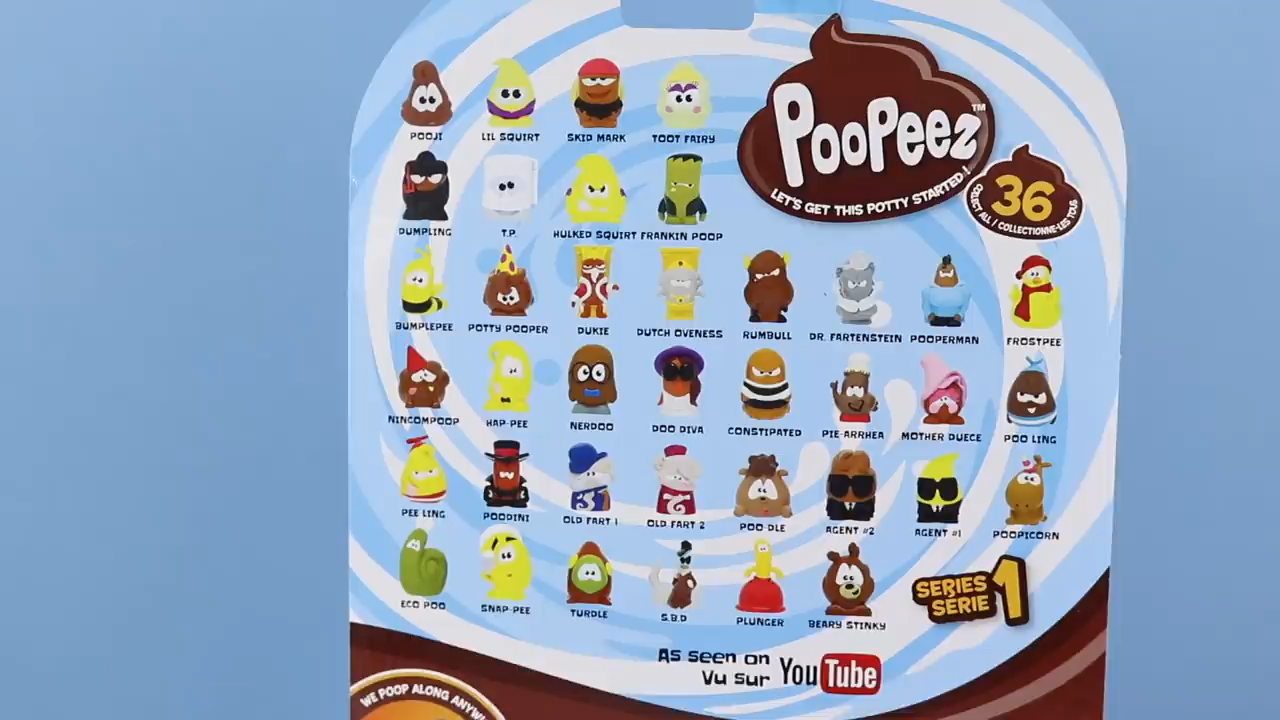 PooPeez™
LET'S GET THIS POTTY STARTED!
36
COLLECT ALL / COLLECTIONNE-LES TOUS
POOJI LIL SQUIRT SKID MARK TOOT FAIRY
DUMPLING T.P. HULKED SQUIRT FRANKIN POOP
BUMPLEPEE POTTY POOPER DUKIE DUTCH OVENESS RUMBULL DR. FARTENSTEIN POOPERMAN FROSTPEE
NINCOMPOOP HAP-PEE NERDOO DOO DIVA CONSTIPATED PIE-ARRHEA MOTHER DUECE POO LING
PEE LING POODINI OLD FART 1 OLD FART 2 POO-DLE AGENT #2 AGENT #1 POOPICORN
ECO POO SNAP-PEE TURDLE S.B.D PLUNGER BEARY STINKY
SERIES
SÉRIE 1
As seen on
Vu sur YouTube
WE POOP ALONG ANYW